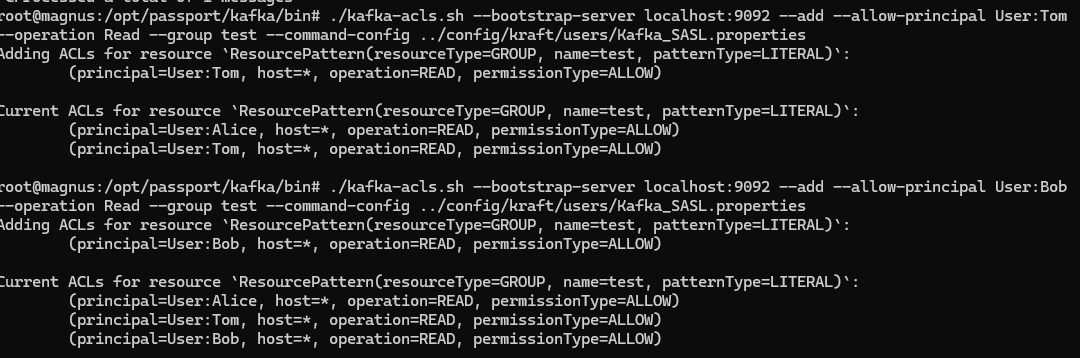 Processed a total of 1 messages
root@magnus:/opt/passport/kafka/bin# ./kafka-acls.sh --bootstrap-server localhost:9092 --add --allow-principal User:Tom
--operation Read --group test --command-config ../config/kraft/users/Kafka_SASL.properties
Adding ACLs for resource `ResourcePattern(resourceType=GROUP, name=test, patternType=LITERAL)`:
(principal=User:Tom, host=*, operation=READ, permissionType=ALLOW)
Current ACLs for resource `ResourcePattern(resourceType=GROUP, name=test, patternType=LITERAL)`:
(principal=User:Alice, host=*, operation=READ, permissionType=ALLOW)
(principal=User:Tom, host=*, operation=READ, permissionType=ALLOW)
root@magnus:/opt/passport/kafka/bin# ./kafka-acls.sh --bootstrap-server localhost:9092 --add --allow-principal User:Bob
--operation Read --group test --command-config ../config/kraft/users/Kafka_SASL.properties
Adding ACLs for resource `ResourcePattern(resourceType=GROUP, name=test, patternType=LITERAL)`:
(principal=User:Bob, host=*, operation=READ, permissionType=ALLOW)
Current ACLs for resource `ResourcePattern(resourceType=GROUP, name=test, patternType=LITERAL)`:
(principal=User:Alice, host=*, operation=READ, permissionType=ALLOW)
(principal=User:Tom, host=*, operation=READ, permissionType=ALLOW)
(principal=User:Bob, host=*, operation=READ, permissionType=ALLOW)